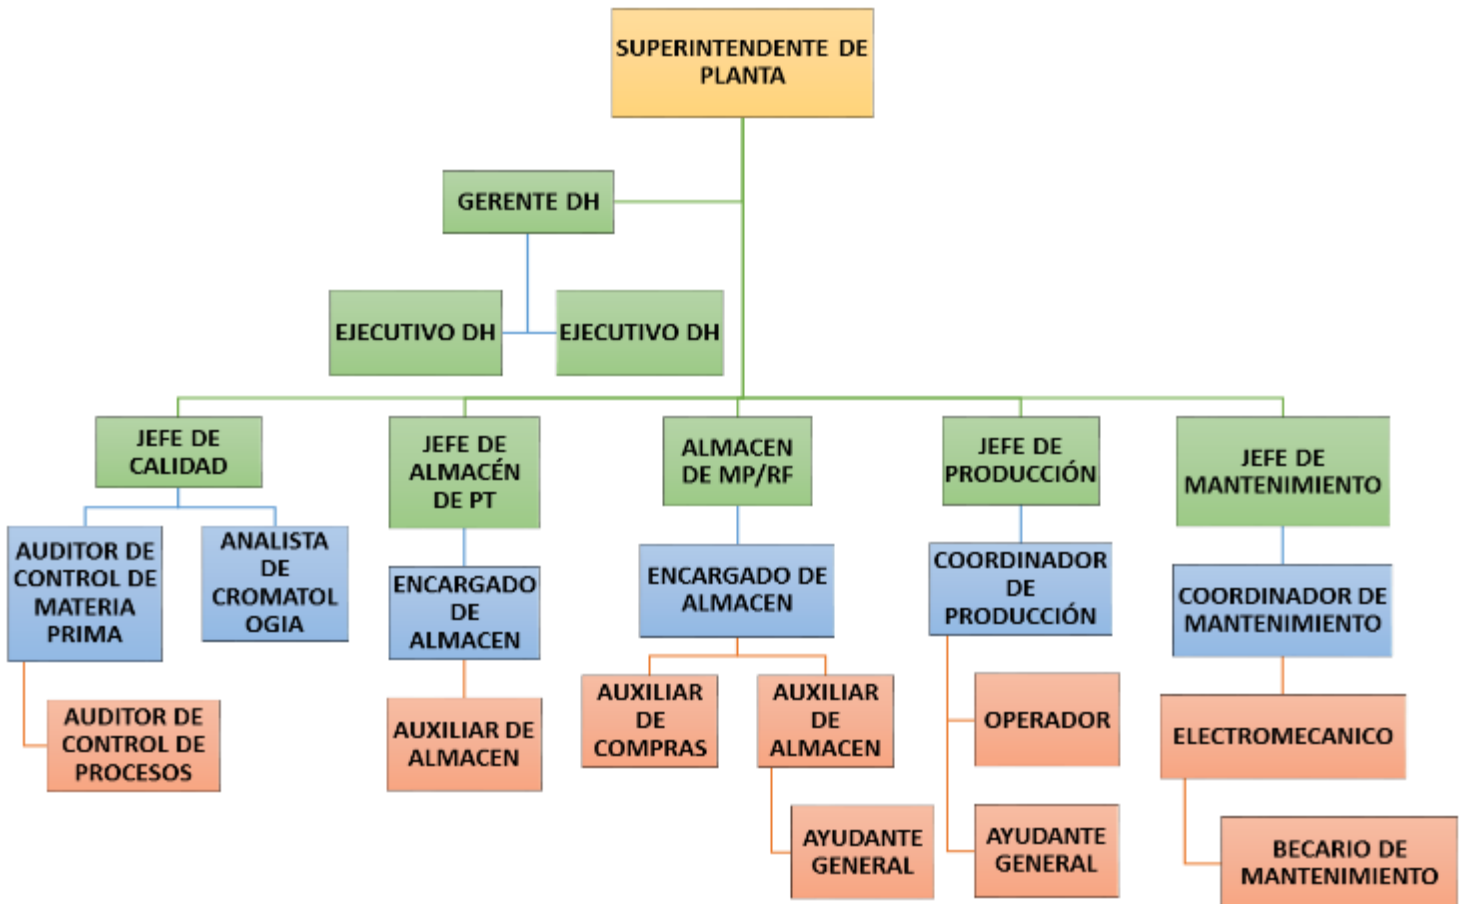 SUPERINTENDENTE DE
PLANTA
GERENTE DH
EJECUTIVO DH
EJECUTIVO DH
JEFE DE
CALIDAD
JEFE DE
ALMACÉN
DE PT
ALMACEN
DE MP/RF
JEFE DE
PRODUCCIÓN
JEFE DE
MANTENIMIENTO
AUDITOR DE
CONTROL DE
MATERIA
PRIMA
ANALISTA
DE
CROMATOL
OGIA
ENCARGADO
DE
ALMACEN
ENCARGADO DE
ALMACEN
COORDINADOR
DE
PRODUCCIÓN
COORDINADOR DE
MANTENIMIENTO
AUDITOR DE
CONTROL DE
PROCESOS
AUXILIAR DE
ALMACEN
AUXILIAR
DE
COMPRAS
AUXILIAR
DE
ALMACEN
OPERADOR
ELECTROMECANICO
AYUDANTE
GENERAL
AYUDANTE
GENERAL
BECARIO DE
MANTENIMIENTO